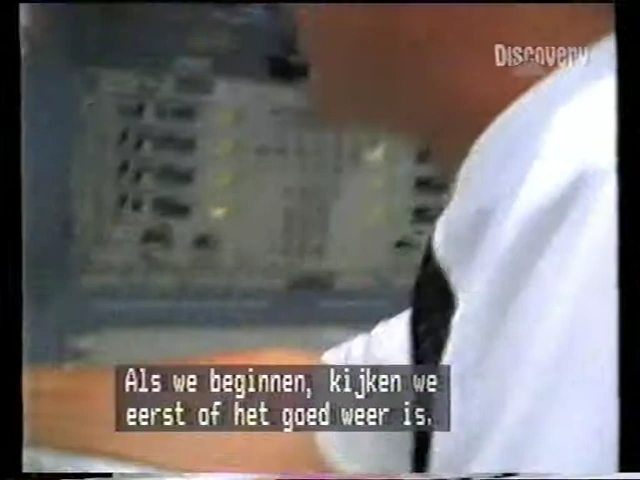 Discovery
Als we beginnen, kijken we
eerst of het goed weer is.